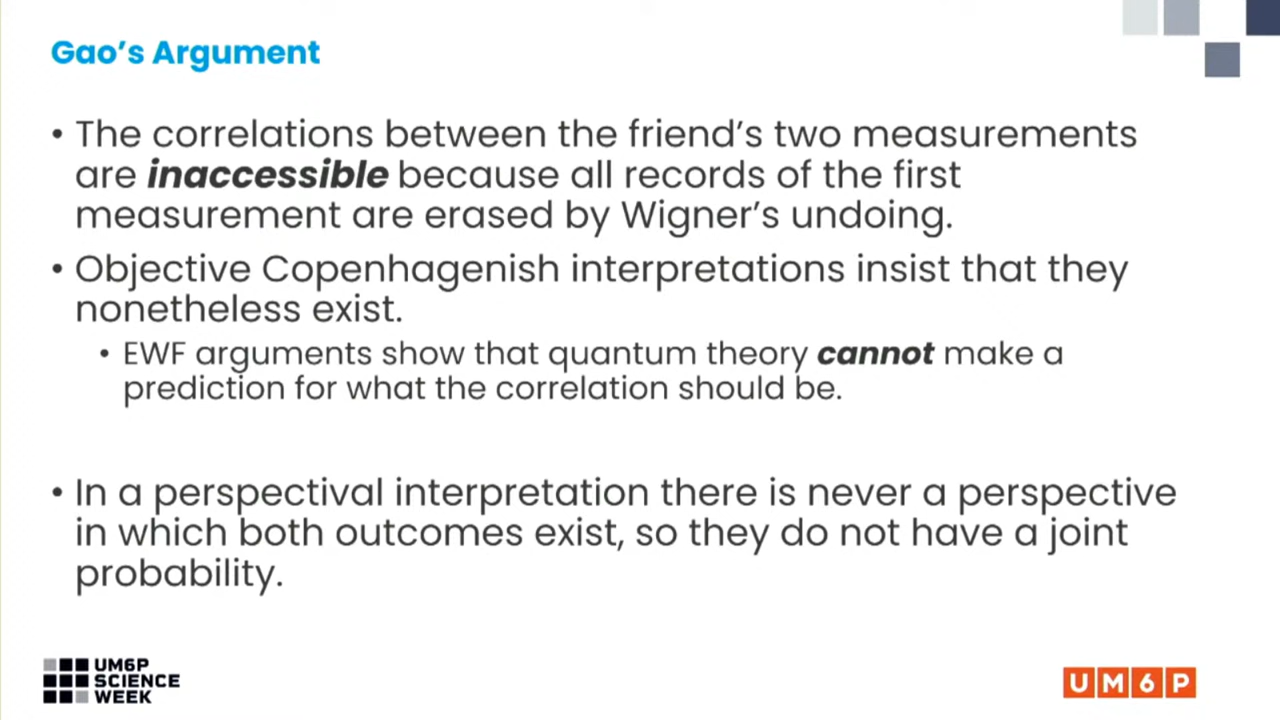 Gao's Argument
• The correlations between the friend's two measurements
are inaccessible because all records of the first
measurement are erased by Wigner's undoing.
• Objective Copenhagenish interpretations insist that they
nonetheless exist.
• EWF arguments show that quantum theory cannot make a
prediction for what the correlation should be.
• In a perspectival interpretation there is never a perspective
in which both outcomes exist, so they do not have a joint
probability.
UM6P
SCIENCE
WEEK
UM6P